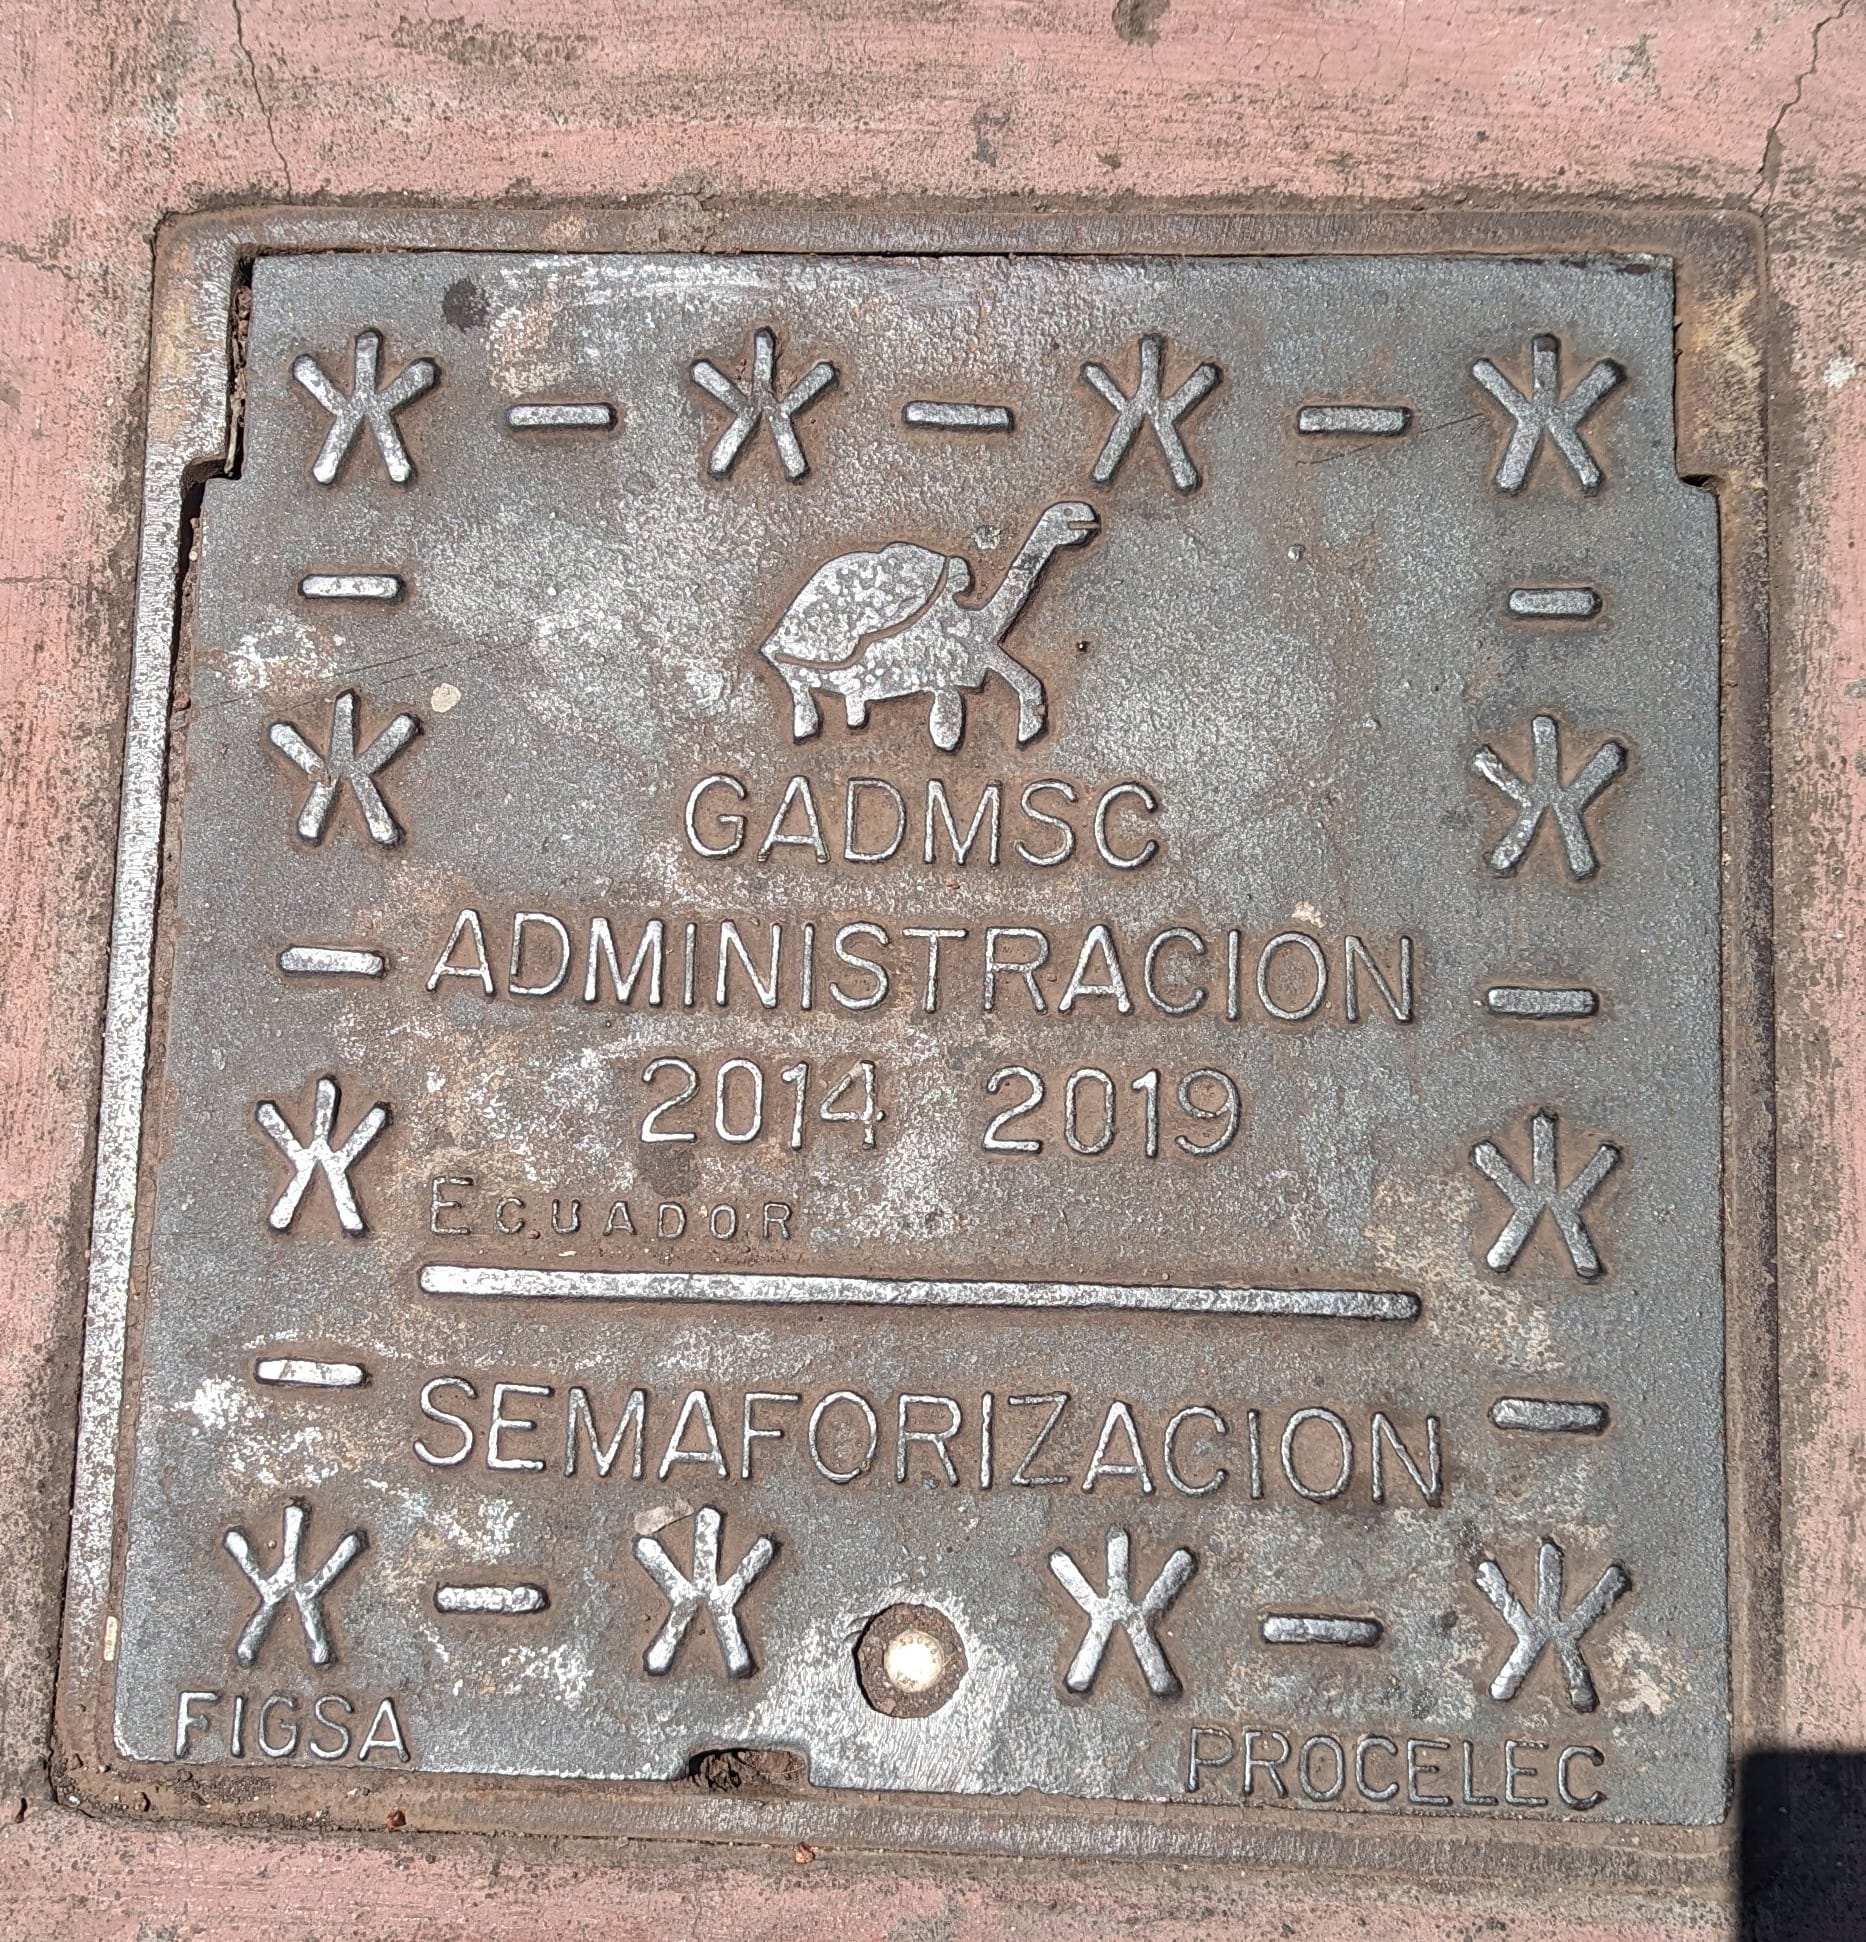 GADMSC
ADMINISTRACION
2014 2019
ECUADOR
SEMAFORIZACION
FIGSA
PROCELEC